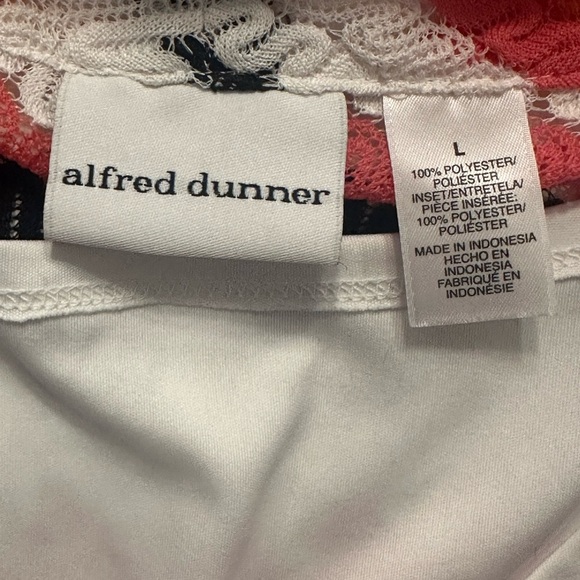 alfred dunner
L
100% POLYESTER/
POLIÉSTER
INSET/ENTRETELA/
PIÈCE INSÉRÉE:
100% POLYESTER/
POLIÉSTER
MADE IN INDONESIA
HECHO EN
INDONESIA
FABRIQUÉ EN
INDONÉSIE